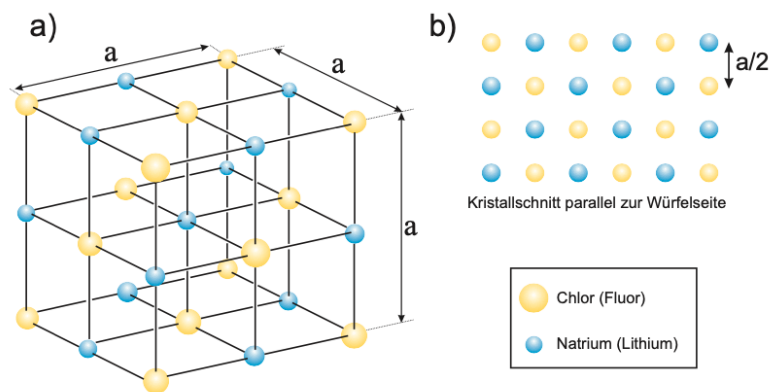 a)
a
a
a
b)
a/2
Kristallschnitt parallel zur Würfelseite
Chlor (Fluor)
Natrium (Lithium)